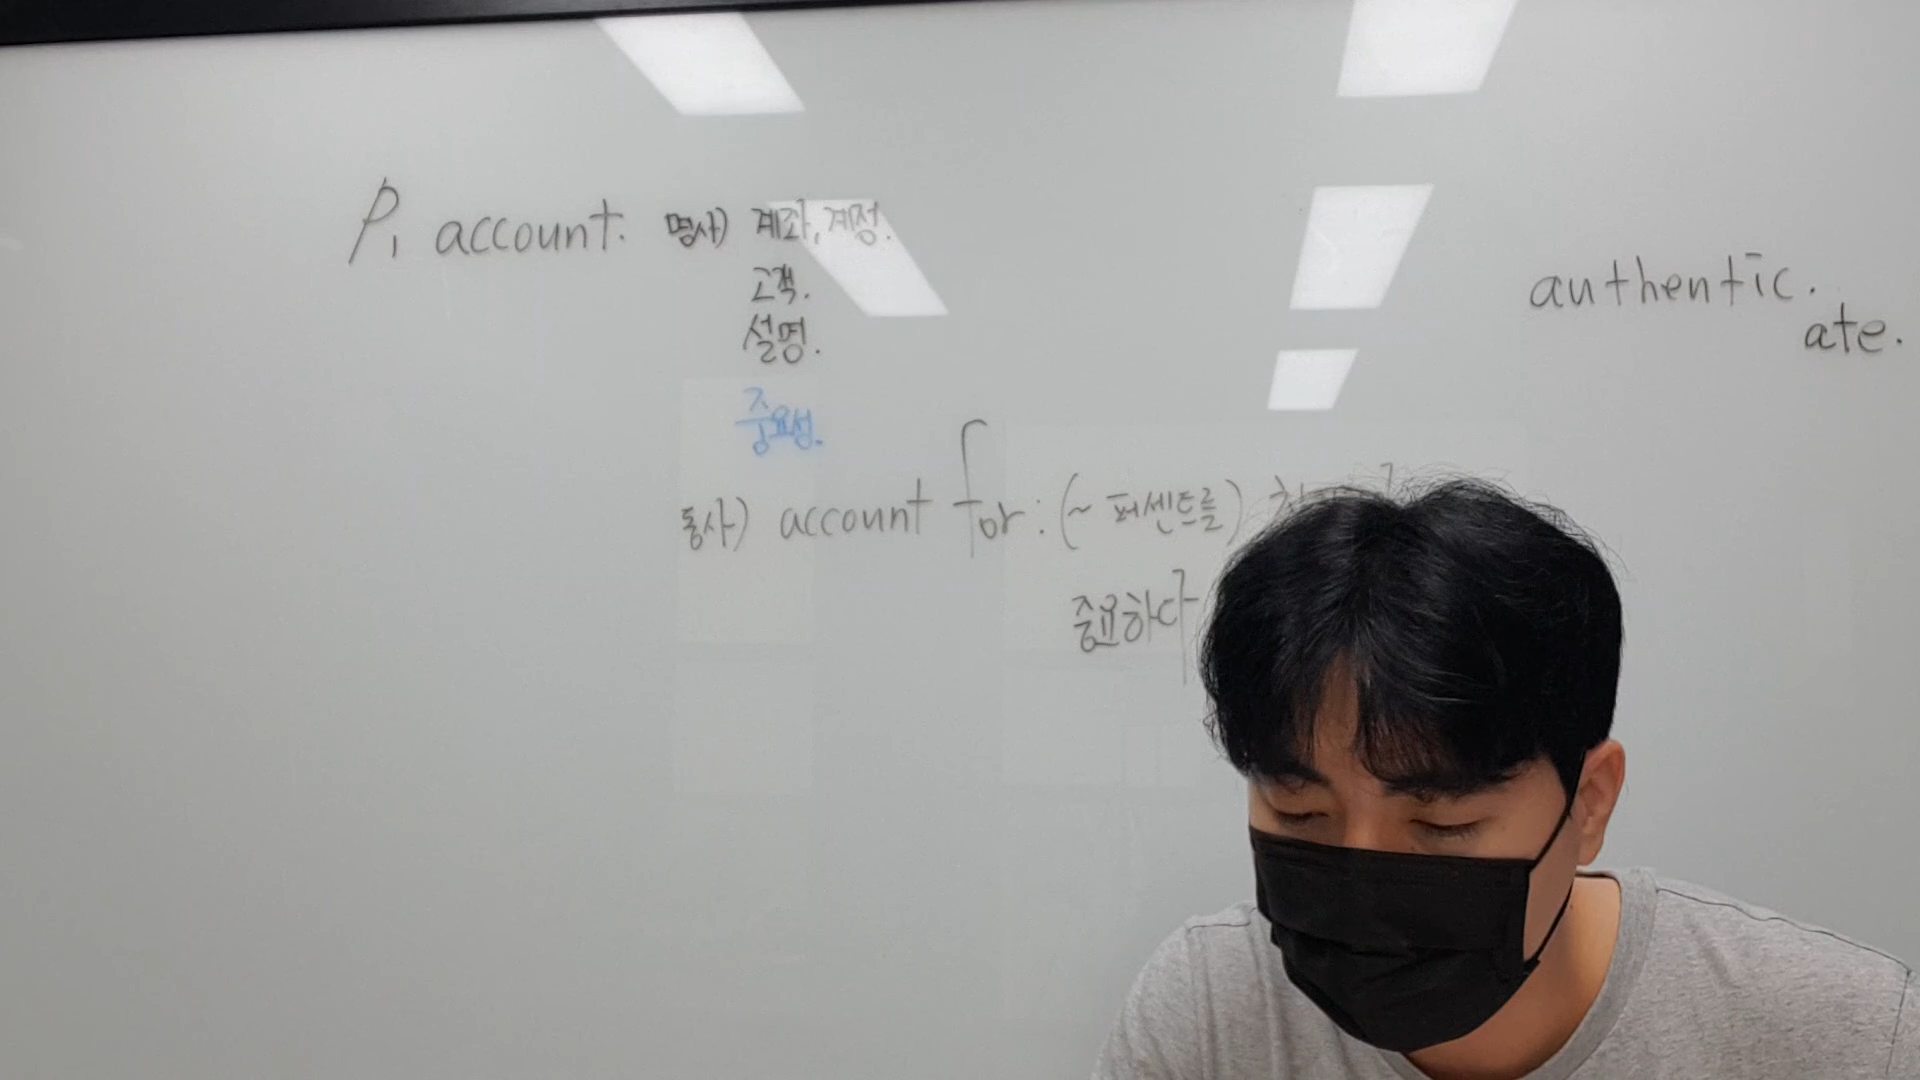 P, account. 명사) 계좌, 계정.
고객.
설명.
중요성.
동사) account for : (~ 퍼센트를)
중요하다
authentic.
ate.